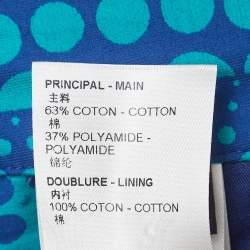 PRINCIPAL - MAIN
主料
63% COTON - COTTON
棉
37% POLYAMIDE -
POLYAMIDE
锦纶
DOUBLURE - LINING
内衬
100% COTON - COTTON
棉